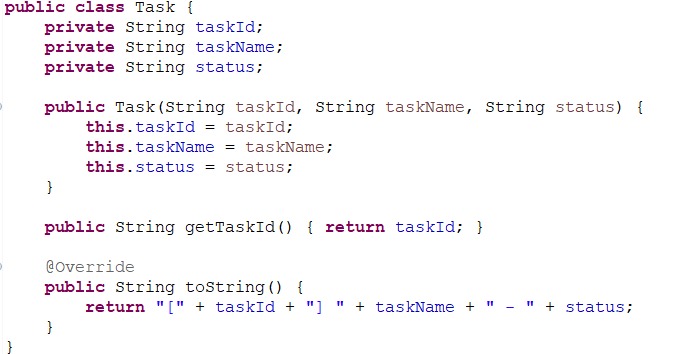 public class Task {
    private String taskId;
    private String taskName;
    private String status;

    public Task(String taskId, String taskName, String status) {
        this.taskId = taskId;
        this.taskName = taskName;
        this.status = status;
    }

    public String getTaskId() { return taskId; }

    @Override
    public String toString() {
        return "[" + taskId + "] " + taskName + " - " + status;
    }
}